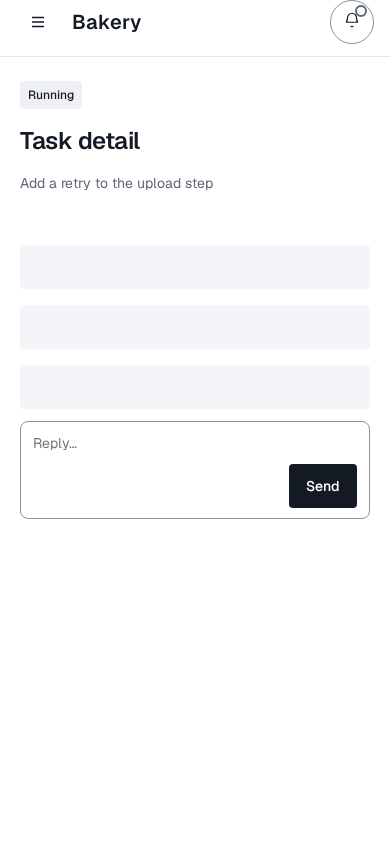 Bakery
Running
Task detail
Add a retry to the upload step
Reply...
Send